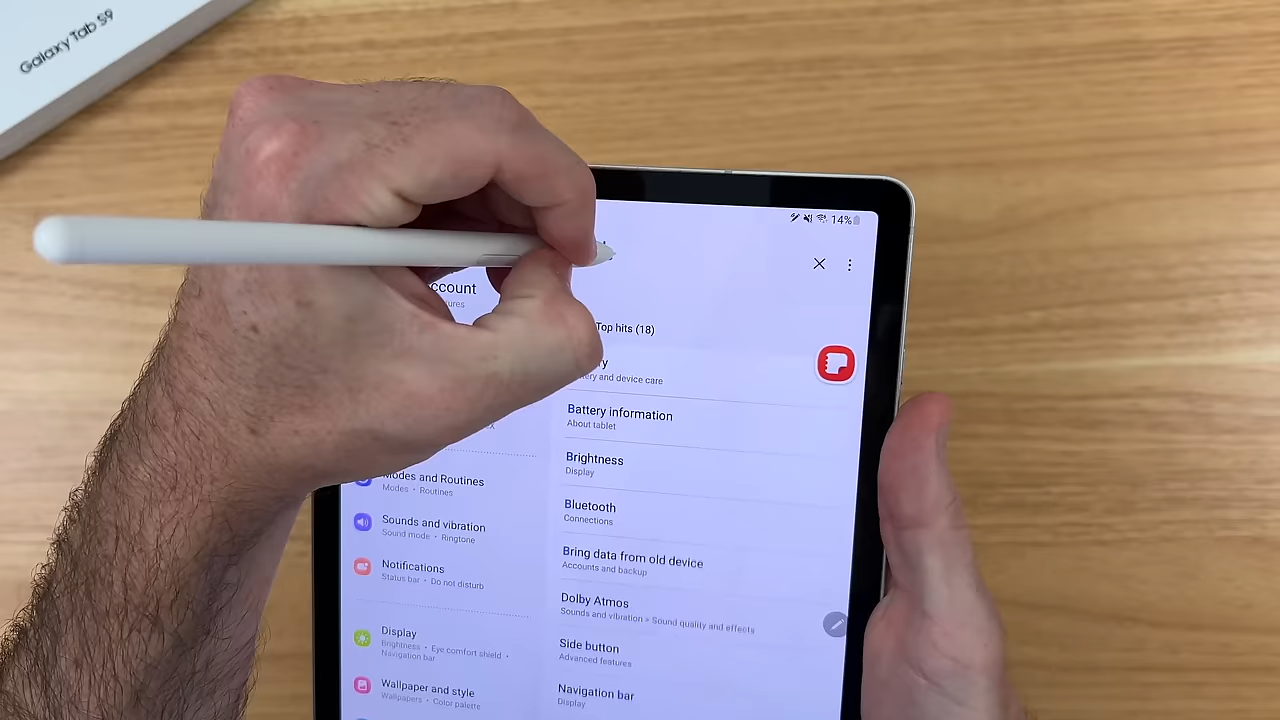 Galaxy Tab S9
14%
ccount
ures
Top hits (18)
ry
ery and device care
Battery information
About tablet
Brightness
Display
Bluetooth
Connections
Bring data from old device
Accounts and backup
Dolby Atmos
Sounds and vibration > Sound quality and effects
Side button
Advanced features
Navigation bar
Display
Modes and Routines
Modes • Routines
Sounds and vibration
Sound mode • Ringtone
Notifications
Status bar • Do not disturb
Display
Brightness • Eye comfort shield •
Navigation bar
Wallpaper and style
Wallpapers • Color palette